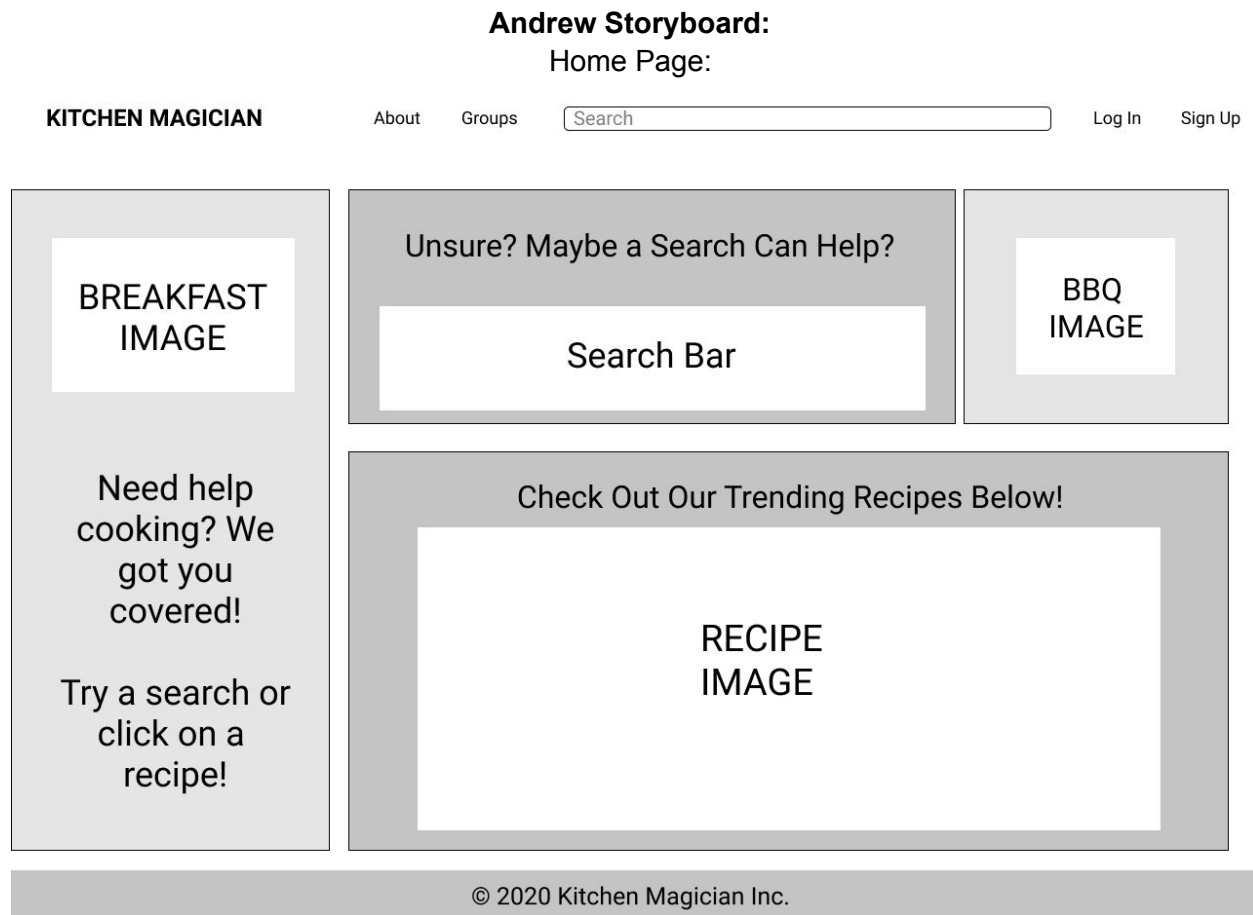 Andrew Storyboard:
Home Page:
KITCHEN MAGICIAN
About
Groups
Search
Log In
Sign Up
BREAKFAST
IMAGE
Need help
cooking? We
got you
covered!
Try a search or
click on a
recipe!
Unsure? Maybe a Search Can Help?
Search Bar
BBQ
IMAGE
Check Out Our Trending Recipes Below!
RECIPE
IMAGE
© 2020 Kitchen Magician Inc.